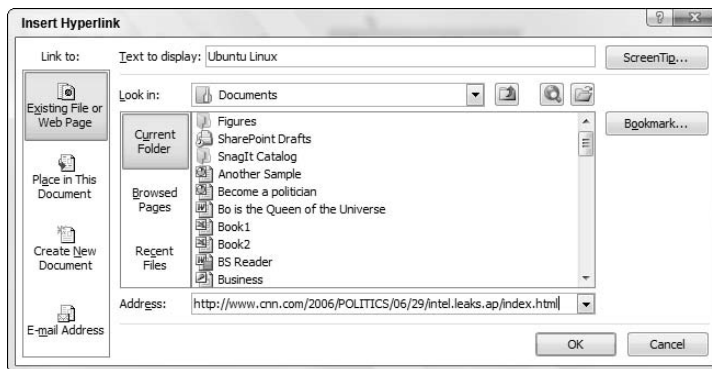 Insert Hyperlink
Link to:
Text to display: Ubuntu Linux
ScreenTip...
Existing File or
Web Page
Place in This
Document
Create New
Document
E-mail Address
Look in: Documents
Current
Folder
Browsed
Pages
Recent
Files
Figures
SharePoint Drafts
SnagIt Catalog
Another Sample
Become a politician
Bo is the Queen of the Universe
Book1
Book2
BS Reader
Business
Bookmark...
Address: http://www.cnn.com/2006/POLITICS/06/29/intel.leaks.ap/index.html
OK
Cancel